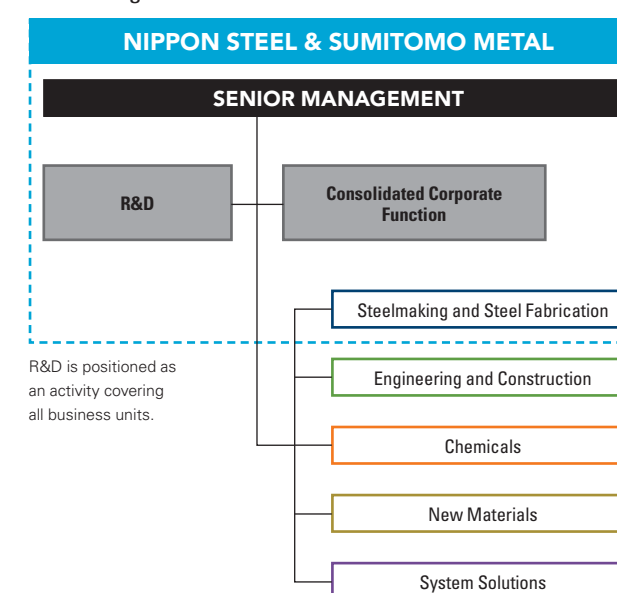 NIPPON STEEL & SUMITOMO METAL
SENIOR MANAGEMENT
R&D
Consolidated Corporate
Function
Steelmaking and Steel Fabrication
R&D is positioned as
an activity covering
all business units.
Engineering and Construction
Chemicals
New Materials
System Solutions